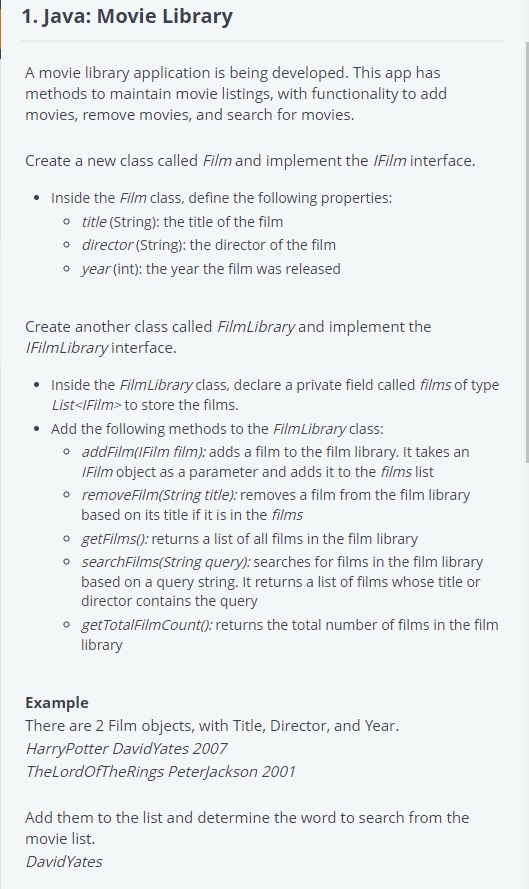 1. Java: Movie Library
A movie library application is being developed. This app has
methods to maintain movie listings, with functionality to add
movies, remove movies, and search for movies.
Create a new class called Film and implement the IFilm interface.
• Inside the Film class, define the following properties:
○ title (String): the title of the film
○ director (String): the director of the film
○ year (int): the year the film was released
Create another class called FilmLibrary and implement the
IFilmLibrary interface.
• Inside the FilmLibrary class, declare a private field called films of type
List<IFilm> to store the films.
• Add the following methods to the FilmLibrary class:
○ addFilm(IFilm film): adds a film to the film library. It takes an
IFilm object as a parameter and adds it to the films list
○ removeFilm(String title): removes a film from the film library
based on its title if it is in the films
○ getFilms(): returns a list of all films in the film library
○ searchFilms(String query): searches for films in the film library
based on a query string. It returns a list of films whose title or
director contains the query
○ getTotalFilmCount(): returns the total number of films in the film
library
Example
There are 2 Film objects, with Title, Director, and Year.
HarryPotter DavidYates 2007
TheLordOfTheRings PeterJackson 2001
Add them to the list and determine the word to search from the
movie list.
DavidYates